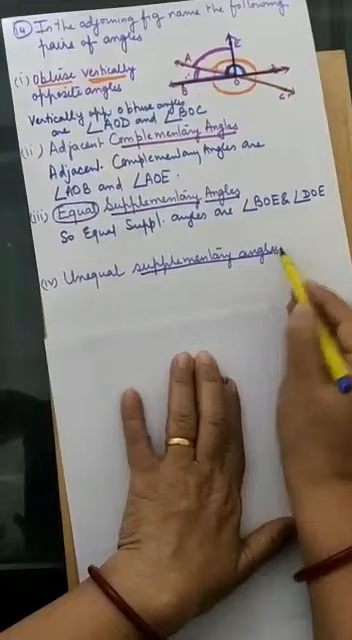 (14) In the adjoining fig name the following
pairs of angles
(i) Obtuse vertically
opposite angles
Vertically opp. obtuse angles
are ∠AOD and ∠BOC
(ii) Adjacent Complementary Angles
Adjacent. Complementary Angles are
∠AOB and ∠AOE.
(iii) Equal Supplementary Angles
So Equal Suppl. angles are ∠BOE & ∠DOE
(iv) Unequal supplementary angles
A
E
B
O
C